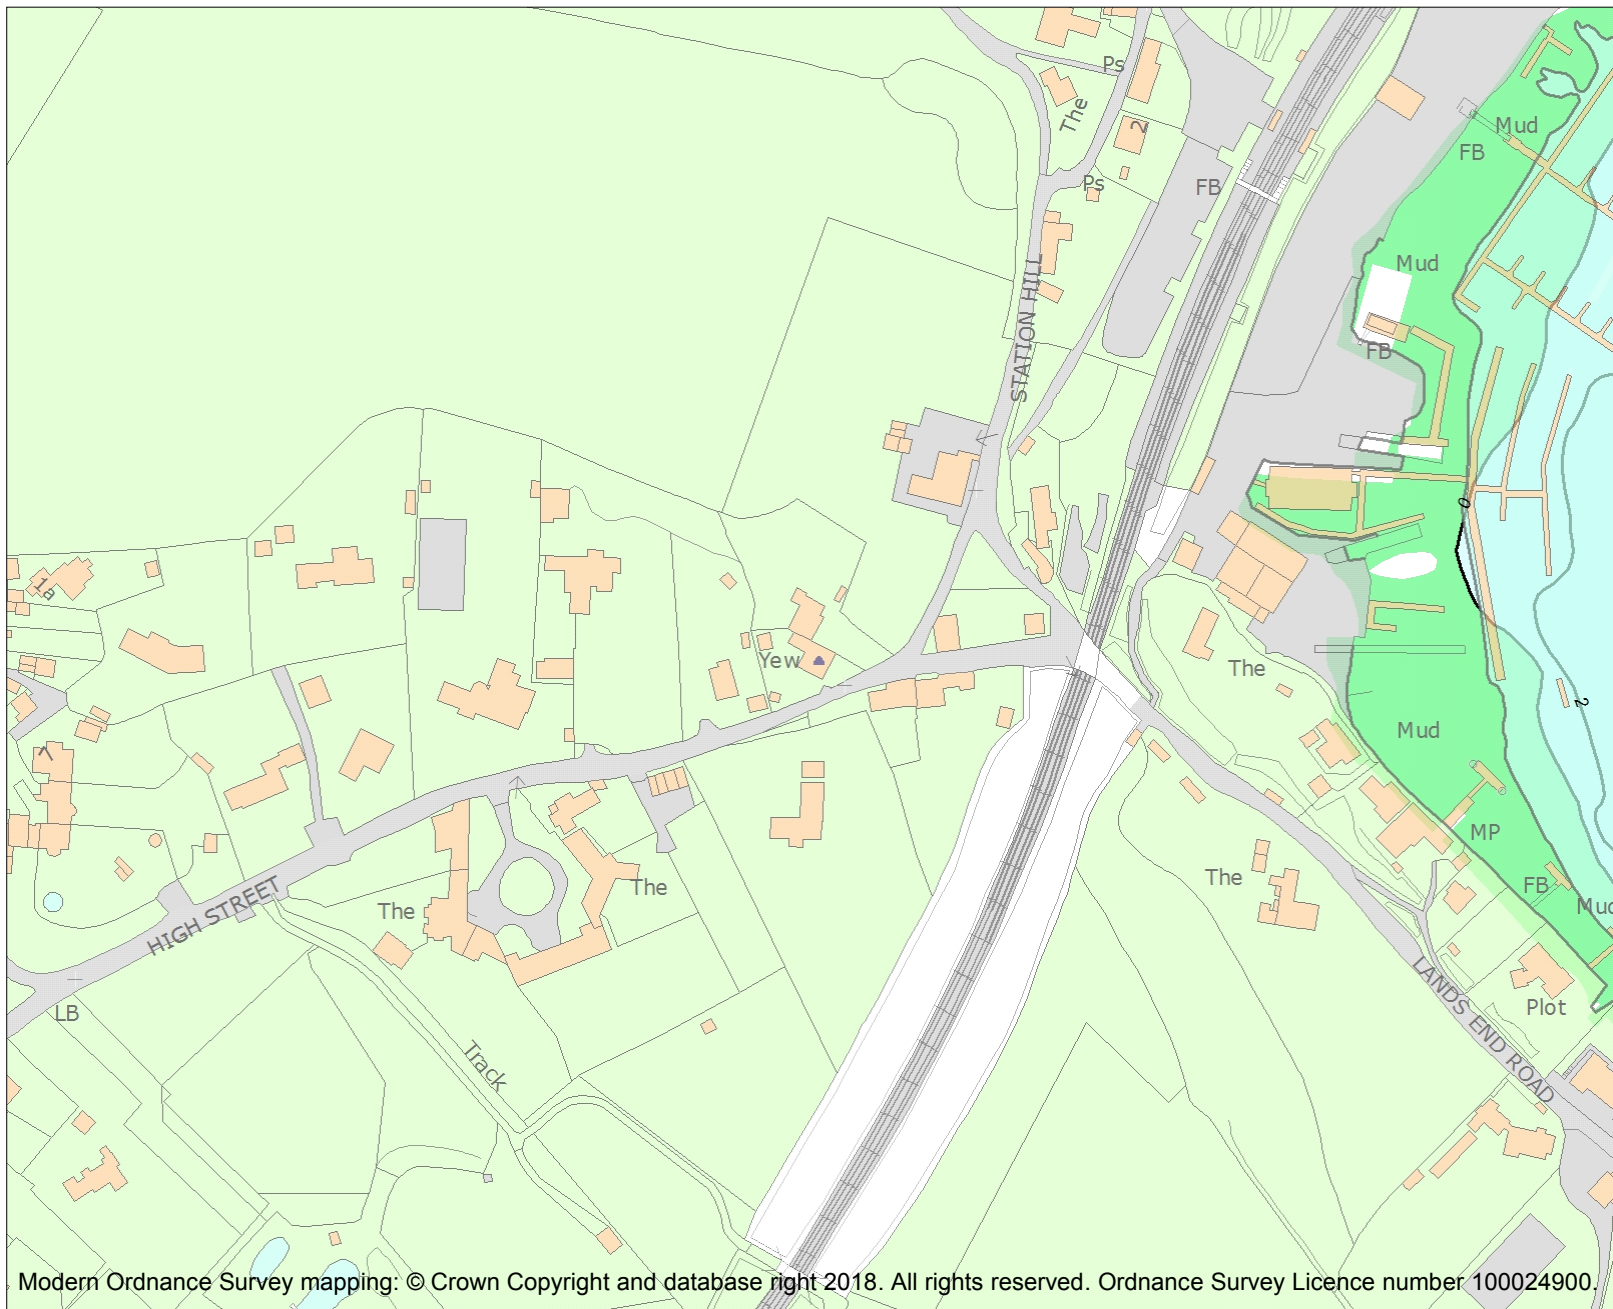 Ps
The
2
Mud
FB
Ps
FB
Mud
STATION HILL
FB
0
1a
Yew
The
2
Mud
7
MP
The
The
FB
The
Mud
HIGH STREET
LANDS END ROAD
LB
Plot
Track
Modern Ordnance Survey mapping: © Crown Copyright and database right 2018. All rights reserved. Ordnance Survey Licence number 100024900.